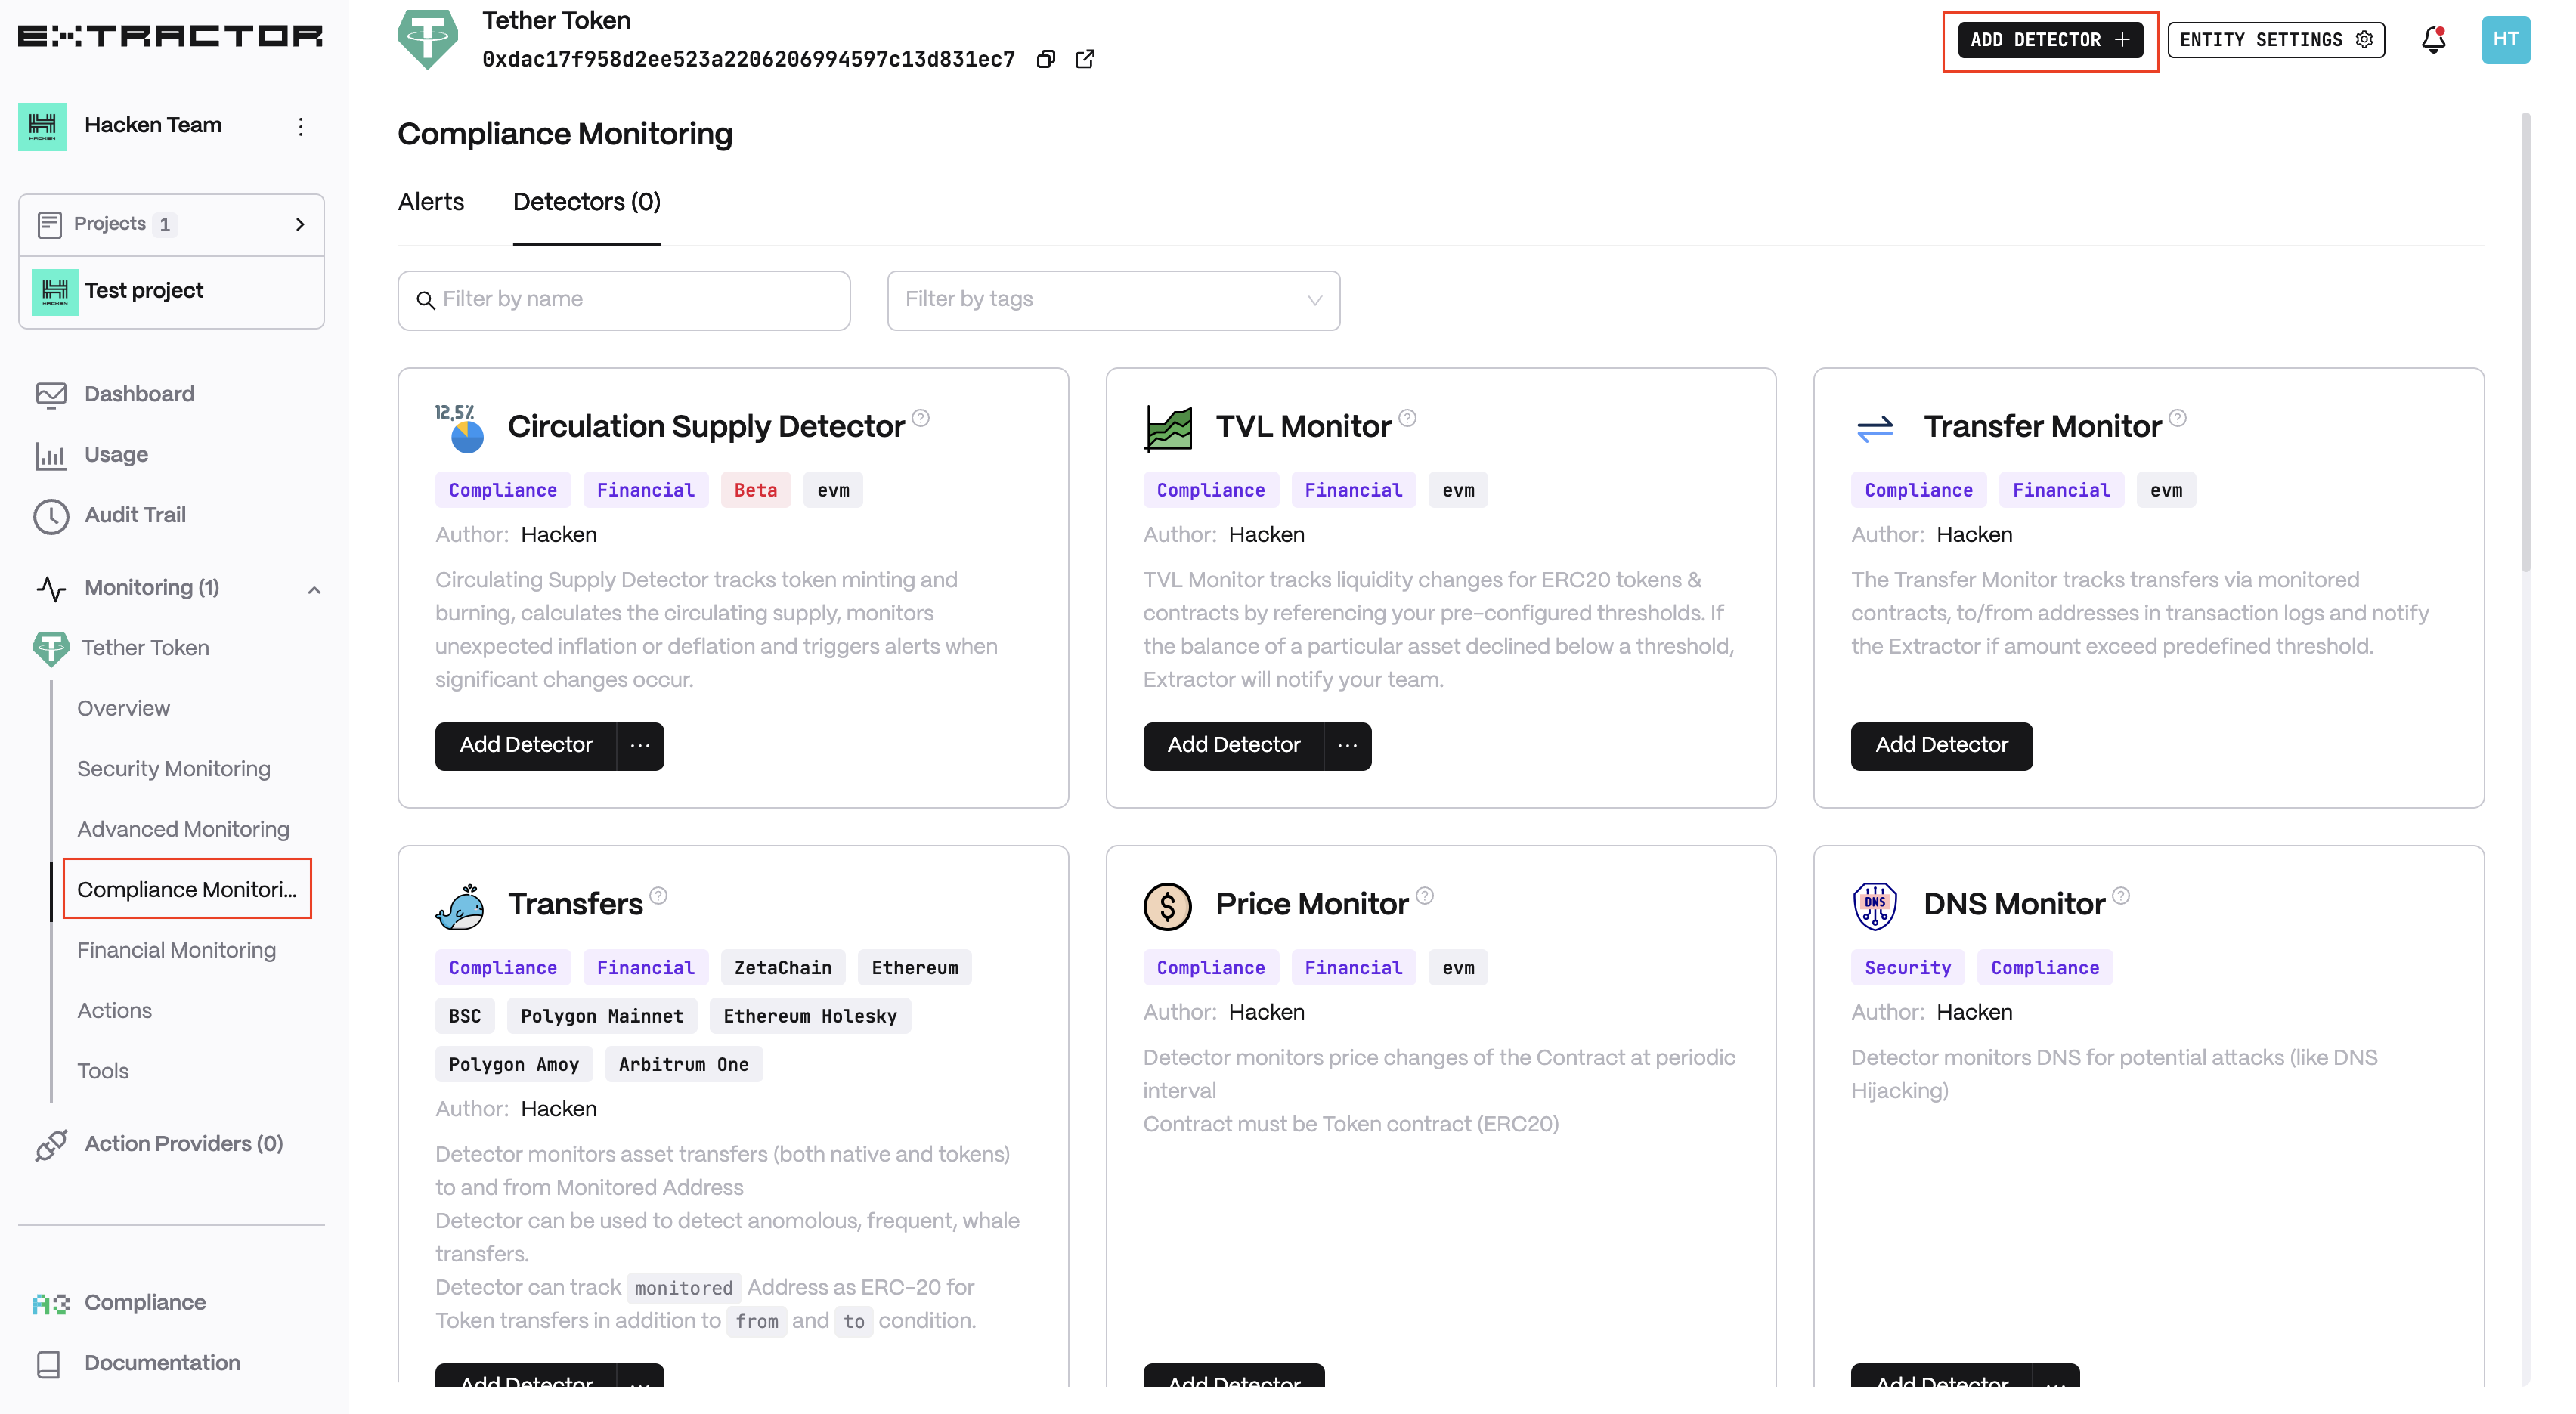 EXTRACTOR
Hacken Team
Projects 1
Test project
Dashboard
Usage
Audit Trail
Monitoring (1)
Tether Token
Overview
Security Monitoring
Advanced Monitoring
Compliance Monitori...
Financial Monitoring
Actions
Tools
Action Providers (0)
Compliance
Documentation
Tether Token
0xdac17f958d2ee523a2206206994597c13d831ec7
ADD DETECTOR
ENTITY SETTINGS
HT
Compliance Monitoring
Alerts
Detectors (0)
Filter by name
Filter by tags
12,5%
Circulation Supply Detector
Compliance Financial Beta evm
Author: Hacken
Circulating Supply Detector tracks token minting and
burning, calculates the circulating supply, monitors
unexpected inflation or deflation and triggers alerts when
significant changes occur.
Add Detector ...
TVL Monitor
Compliance Financial evm
Author: Hacken
TVL Monitor tracks liquidity changes for ERC20 tokens &
contracts by referencing your pre-configured thresholds. If
the balance of a particular asset declined below a threshold,
Extractor will notify your team.
Add Detector ...
Transfer Monitor
Compliance Financial evm
Author: Hacken
The Transfer Monitor tracks transfers via monitored
contracts, to/from addresses in transaction logs and notify
the Extractor if amount exceed predefined threshold.
Add Detector
Transfers
Compliance Financial ZetaChain Ethereum
BSC Polygon Mainnet Ethereum Holesky
Polygon Amoy Arbitrum One
Author: Hacken
Detector monitors asset transfers (both native and tokens)
to and from Monitored Address
Detector can be used to detect anomolous, frequent, whale
transfers.
Detector can track monitored Address as ERC-20 for
Token transfers in addition to from and to condition.
Add Detector ...
Price Monitor
Compliance Financial evm
Author: Hacken
Detector monitors price changes of the Contract at periodic
interval
Contract must be Token contract (ERC20)
Add Detector
DNS
DNS Monitor
Security Compliance
Author: Hacken
Detector monitors DNS for potential attacks (like DNS
Hijacking)
Add Detector ...